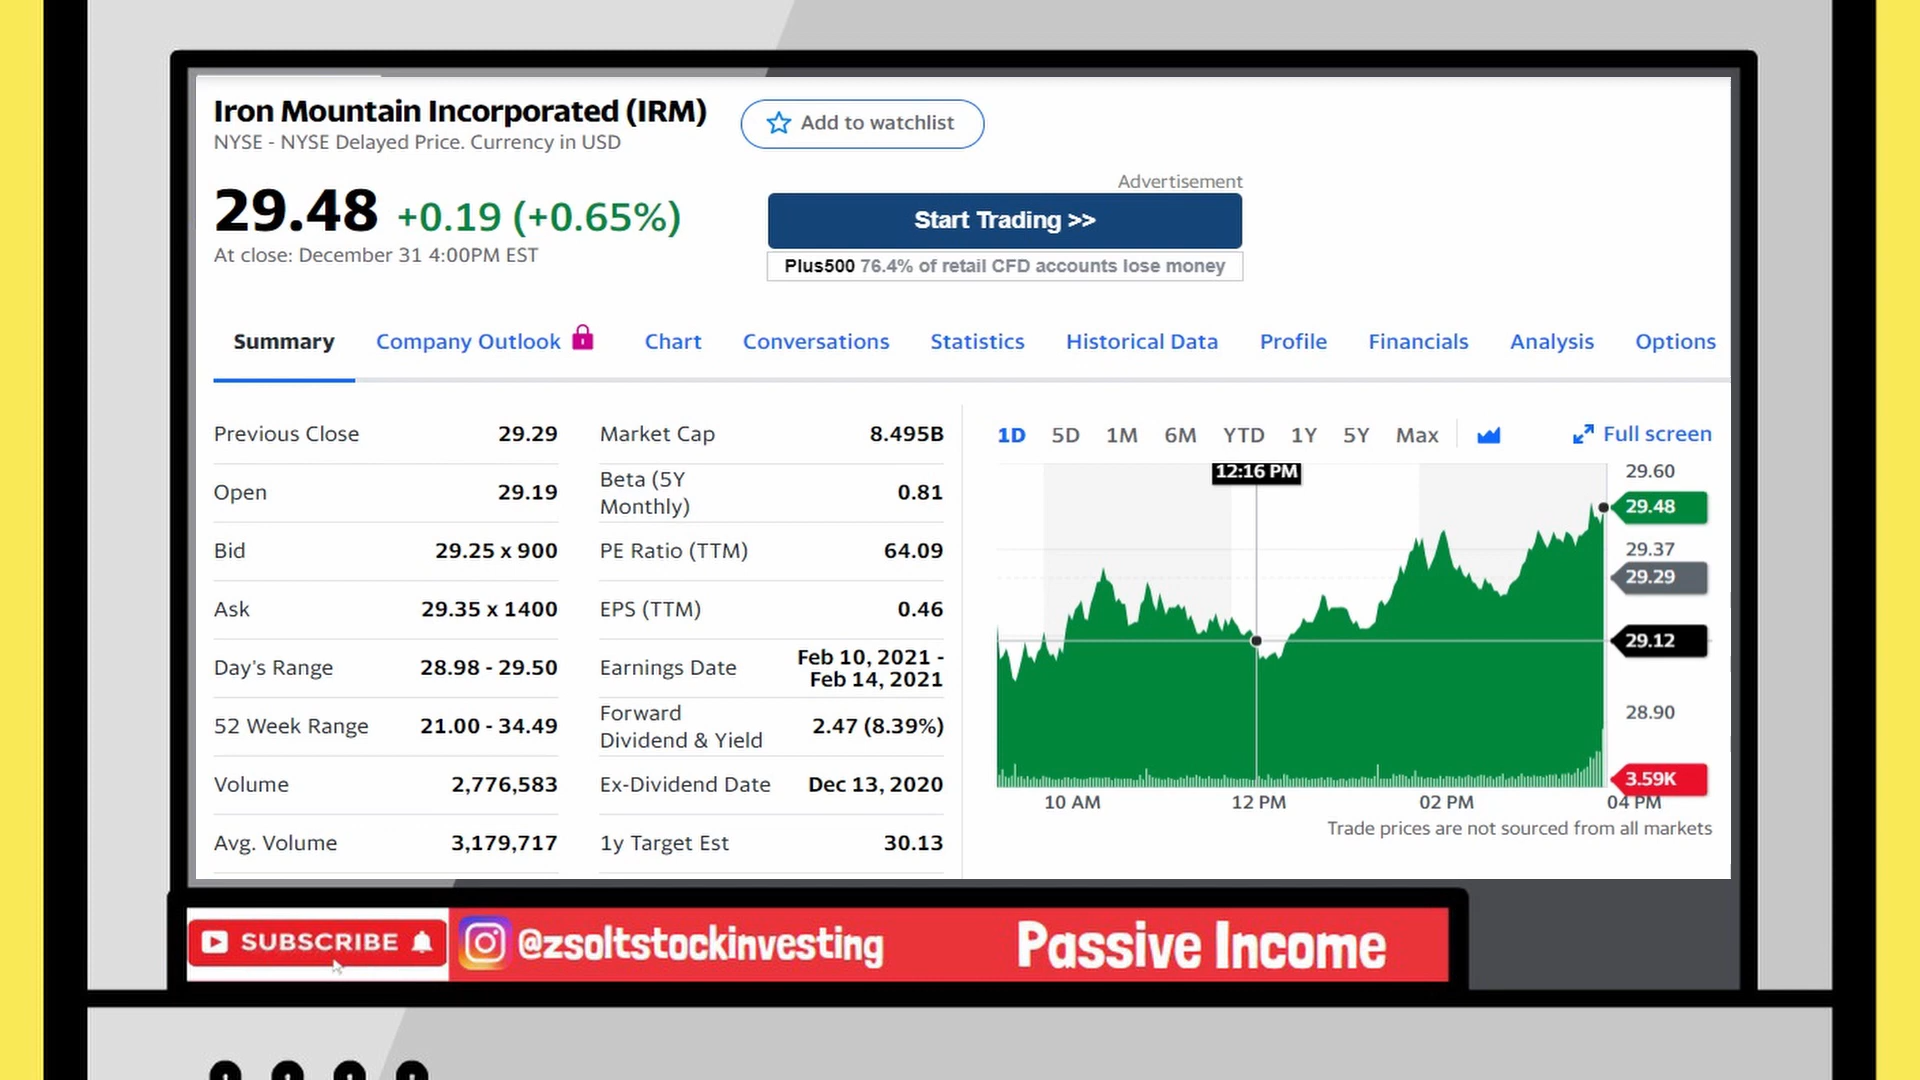 Iron Mountain Incorporated (IRM)
Add to watchlist
NYSE - NYSE Delayed Price. Currency in USD
29.48 +0.19 (+0.65%)
At close: December 31 4:00PM EST
Advertisement
Start Trading >>
Plus500 76.4% of retail CFD accounts lose money
Summary Company Outlook Chart Conversations Statistics Historical Data Profile Financials Analysis Options
Previous Close 29.29
Open 29.19
Bid 29.25 x 900
Ask 29.35 x 1400
Day's Range 28.98 - 29.50
52 Week Range 21.00 - 34.49
Volume 2,776,583
Avg. Volume 3,179,717
Market Cap 8.495B
Beta (5Y
Monthly) 0.81
PE Ratio (TTM) 64.09
EPS (TTM) 0.46
Earnings Date Feb 10, 2021 -
Feb 14, 2021
Forward
Dividend & Yield 2.47 (8.39%)
Ex-Dividend Date Dec 13, 2020
1y Target Est 30.13
1D 5D 1M 6M YTD 1Y 5Y Max Full screen
12:16 PM
29.60
29.48
29.37
29.29
29.12
28.90
3.59K
10 AM 12 PM 02 PM 04 PM
Trade prices are not sourced from all markets
SUBSCRIBE @zsoltstockinvesting Passive Income